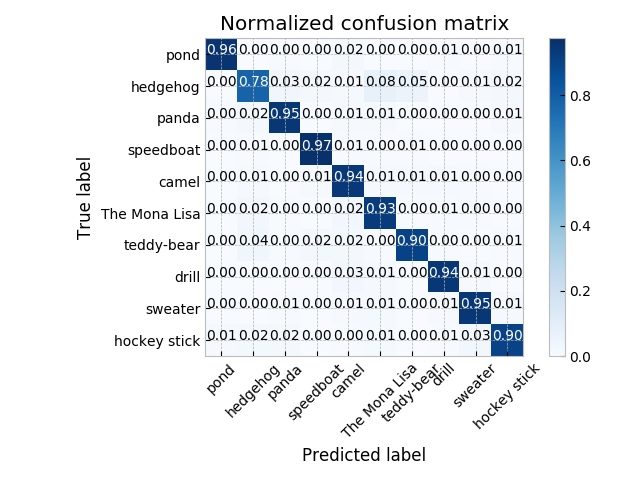 Normalized confusion matrix
pond 0.96 0.00 0.00 0.00 0.02 0.00 0.00 0.01 0.00 0.01
hedgehog 0.00 0.78 0.03 0.02 0.01 0.08 0.05 0.00 0.01 0.02
panda 0.00 0.02 0.95 0.00 0.01 0.01 0.00 0.00 0.00 0.01
speedboat 0.00 0.01 0.00 0.97 0.01 0.00 0.01 0.00 0.00 0.00
camel 0.00 0.01 0.00 0.01 0.94 0.01 0.01 0.01 0.00 0.00
The Mona Lisa 0.00 0.02 0.00 0.00 0.02 0.93 0.00 0.01 0.00 0.00
teddy-bear 0.00 0.04 0.00 0.02 0.02 0.00 0.90 0.00 0.00 0.01
drill 0.00 0.00 0.00 0.00 0.03 0.01 0.00 0.94 0.01 0.00
sweater 0.00 0.00 0.01 0.00 0.01 0.01 0.00 0.01 0.95 0.01
hockey stick 0.01 0.02 0.02 0.00 0.00 0.01 0.00 0.01 0.03 0.90
True label
pond
hedgehog
panda
speedboat
camel
The Mona Lisa
teddy-bear
drill
sweater
hockey stick
Predicted label
0.8
0.6
0.4
0.2
0.0